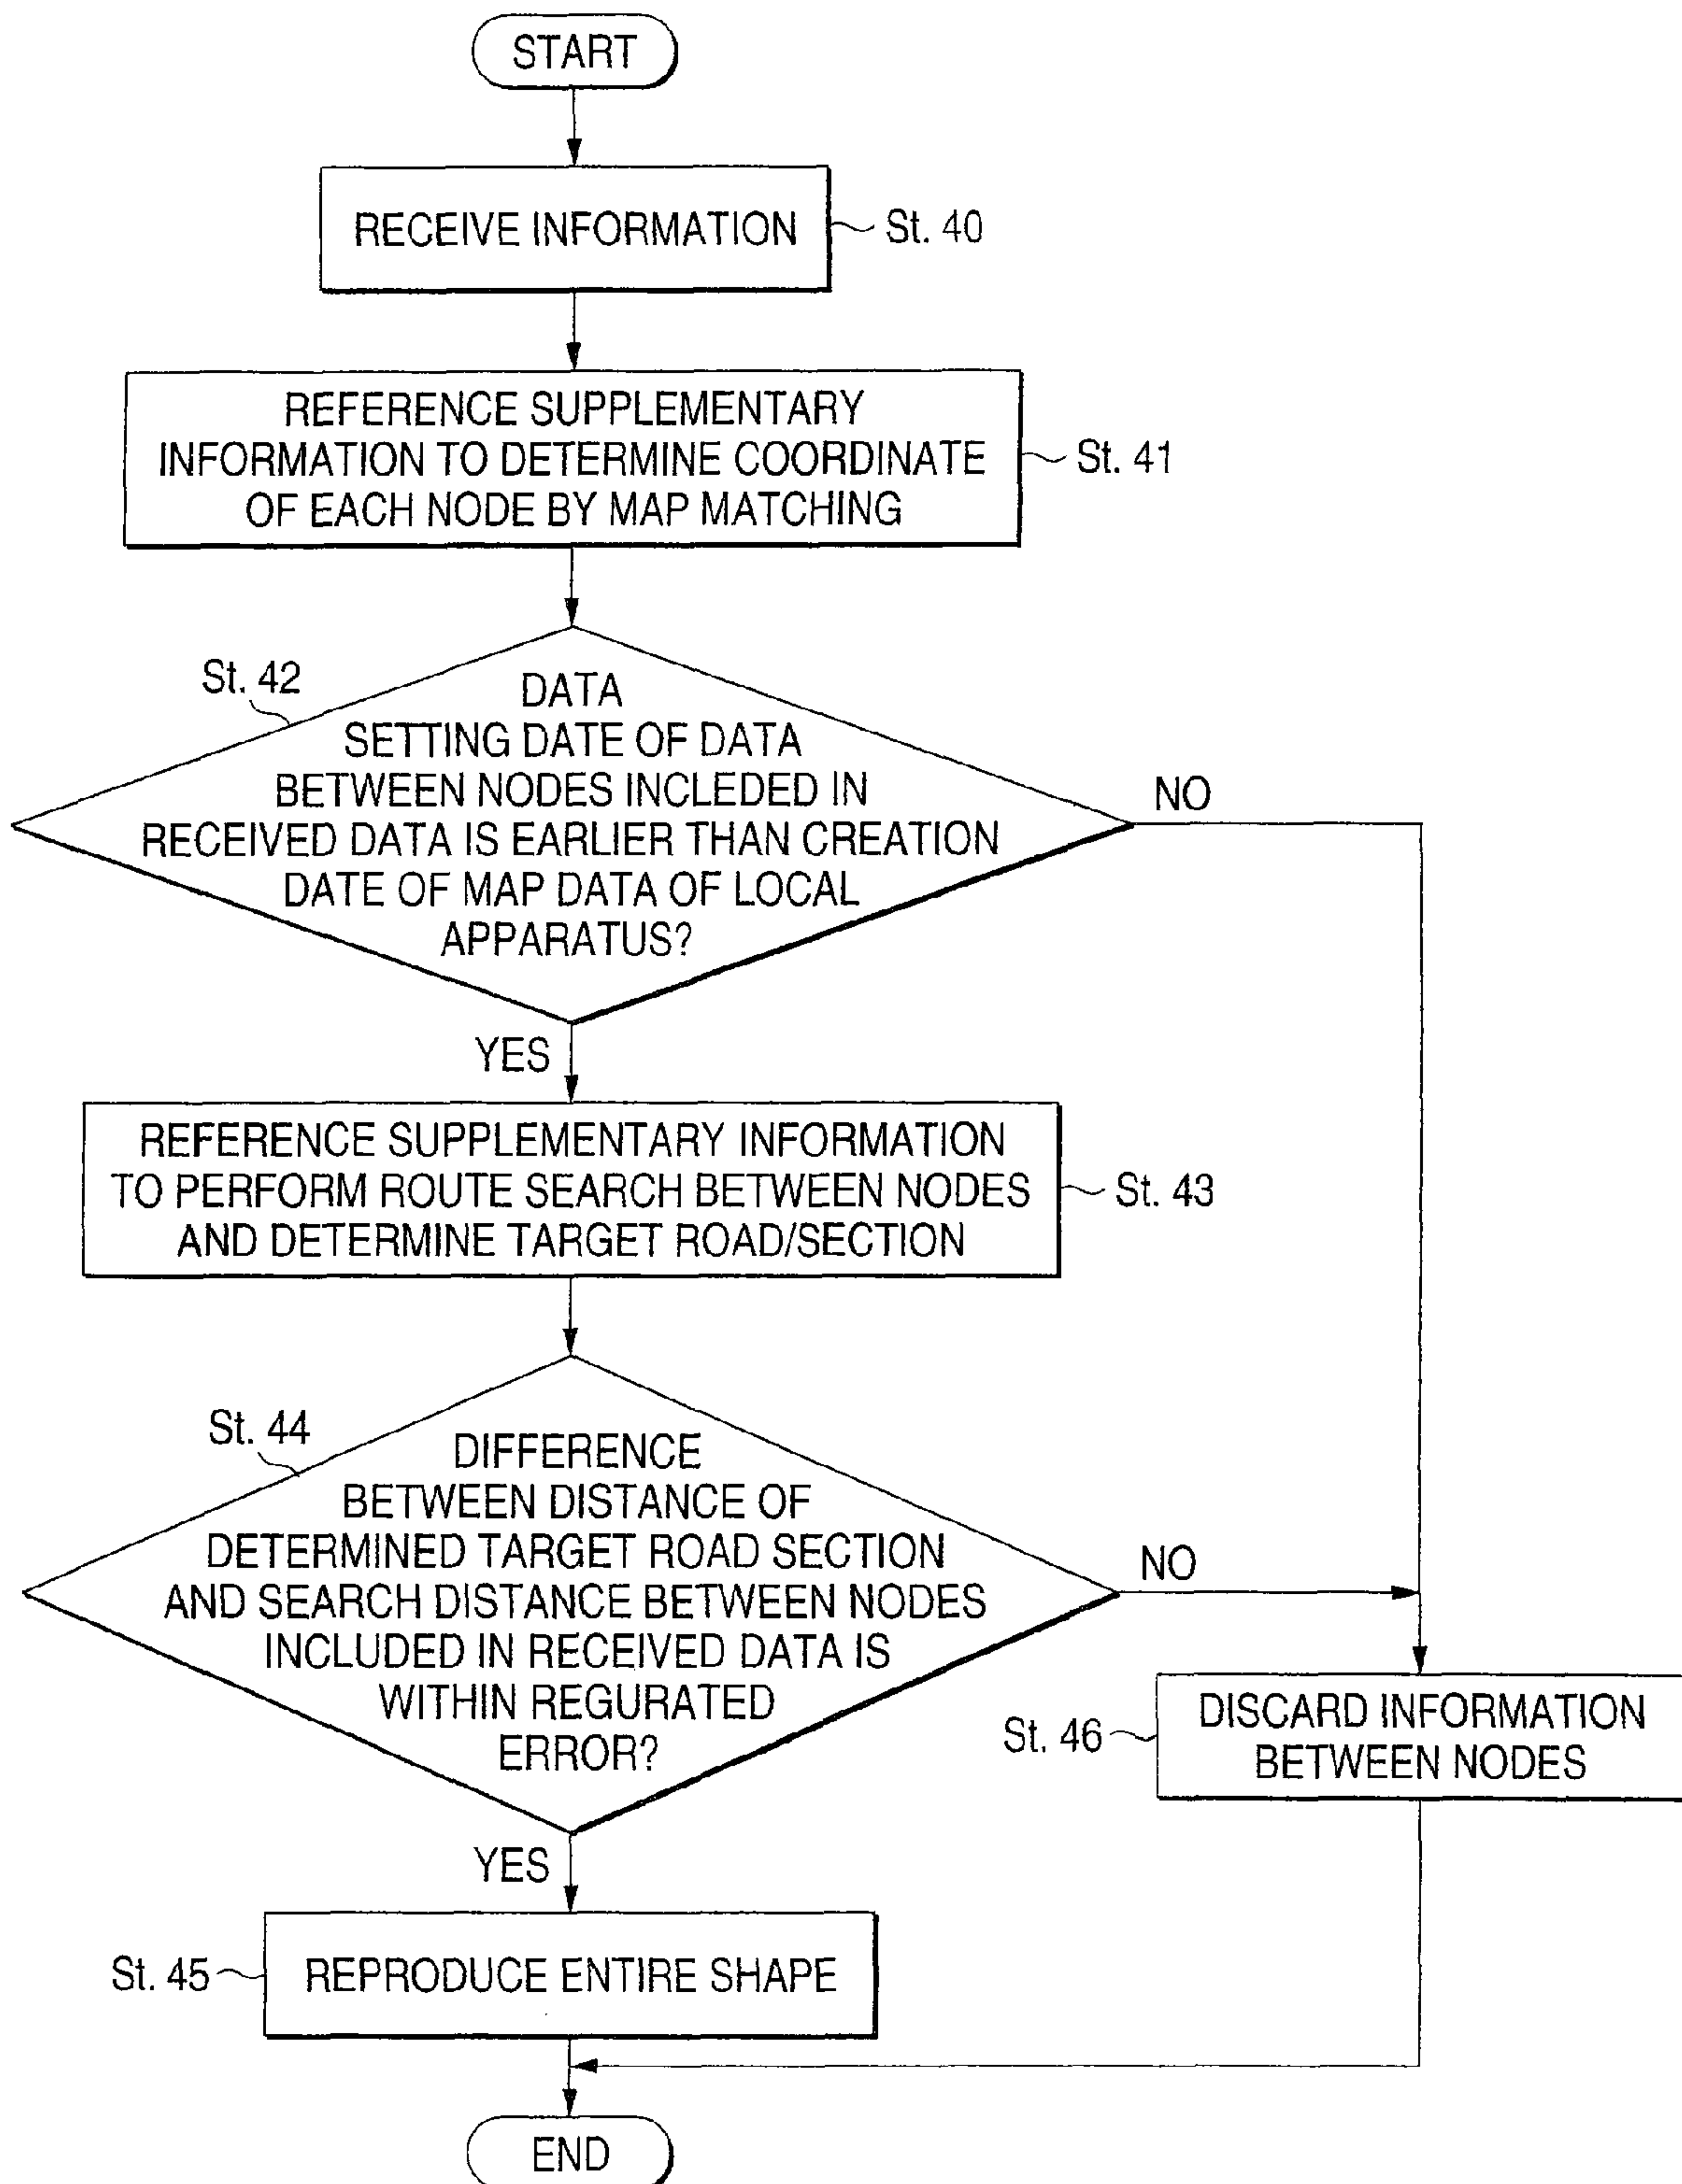 START
RECEIVE INFORMATION
St. 40
REFERENCE SUPPLEMENTARY
INFORMATION TO DETERMINE COORDINATE
OF EACH NODE BY MAP MATCHING
St. 41
St. 42
DATA
SETTING DATE OF DATA
BETWEEN NODES INCLEDED IN
RECEIVED DATA IS EARLIER THAN CREATION
DATE OF MAP DATA OF LOCAL
APPARATUS?
NO
YES
REFERENCE SUPPLEMENTARY INFORMATION
TO PERFORM ROUTE SEARCH BETWEEN NODES
AND DETERMINE TARGET ROAD/SECTION
St. 43
St. 44
DIFFERENCE
BETWEEN DISTANCE OF
DETERMINED TARGET ROAD SECTION
AND SEARCH DISTANCE BETWEEN NODES
INCLUDED IN RECEIVED DATA IS
WITHIN REGURATED
ERROR?
NO
YES
St. 46
DISCARD INFORMATION
BETWEEN NODES
St. 45
REPRODUCE ENTIRE SHAPE
END